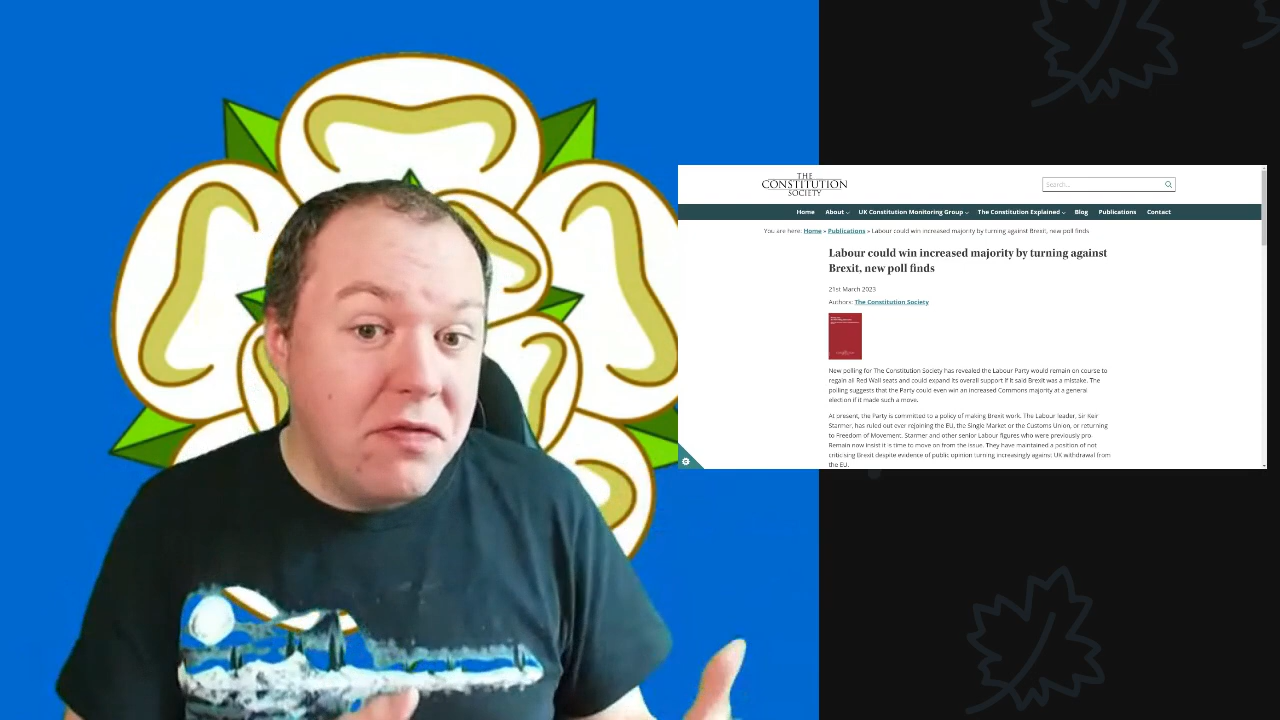 THE
CONSTITUTION
SOCIETY
Search...
Home About UK Constitution Monitoring Group The Constitution Explained Blog Publications Contact
You are here: Home » Publications » Labour could win increased majority by turning against Brexit, new poll finds
Labour could win increased majority by turning against
Brexit, new poll finds
21st March 2023
Authors: The Constitution Society
New polling for The Constitution Society has revealed the Labour Party would remain on course to
regain all Red Wall seats and could expand its overall support if it said Brexit was a mistake. The
polling suggests that the Party could even win an increased Commons majority at a general
election if it made such a move.
At present, the Party is committed to a policy of making Brexit work. The Labour leader, Sir Keir
Starmer, has ruled out ever rejoining the EU, the Single Market or the Customs Union, or returning
to Freedom of Movement. Starmer and other senior Labour figures who were previously pro
Remain now insist it is time to move on from the issue. They have maintained a position of not
criticising Brexit despite evidence of public opinion turning increasingly against UK withdrawal from
the EU.